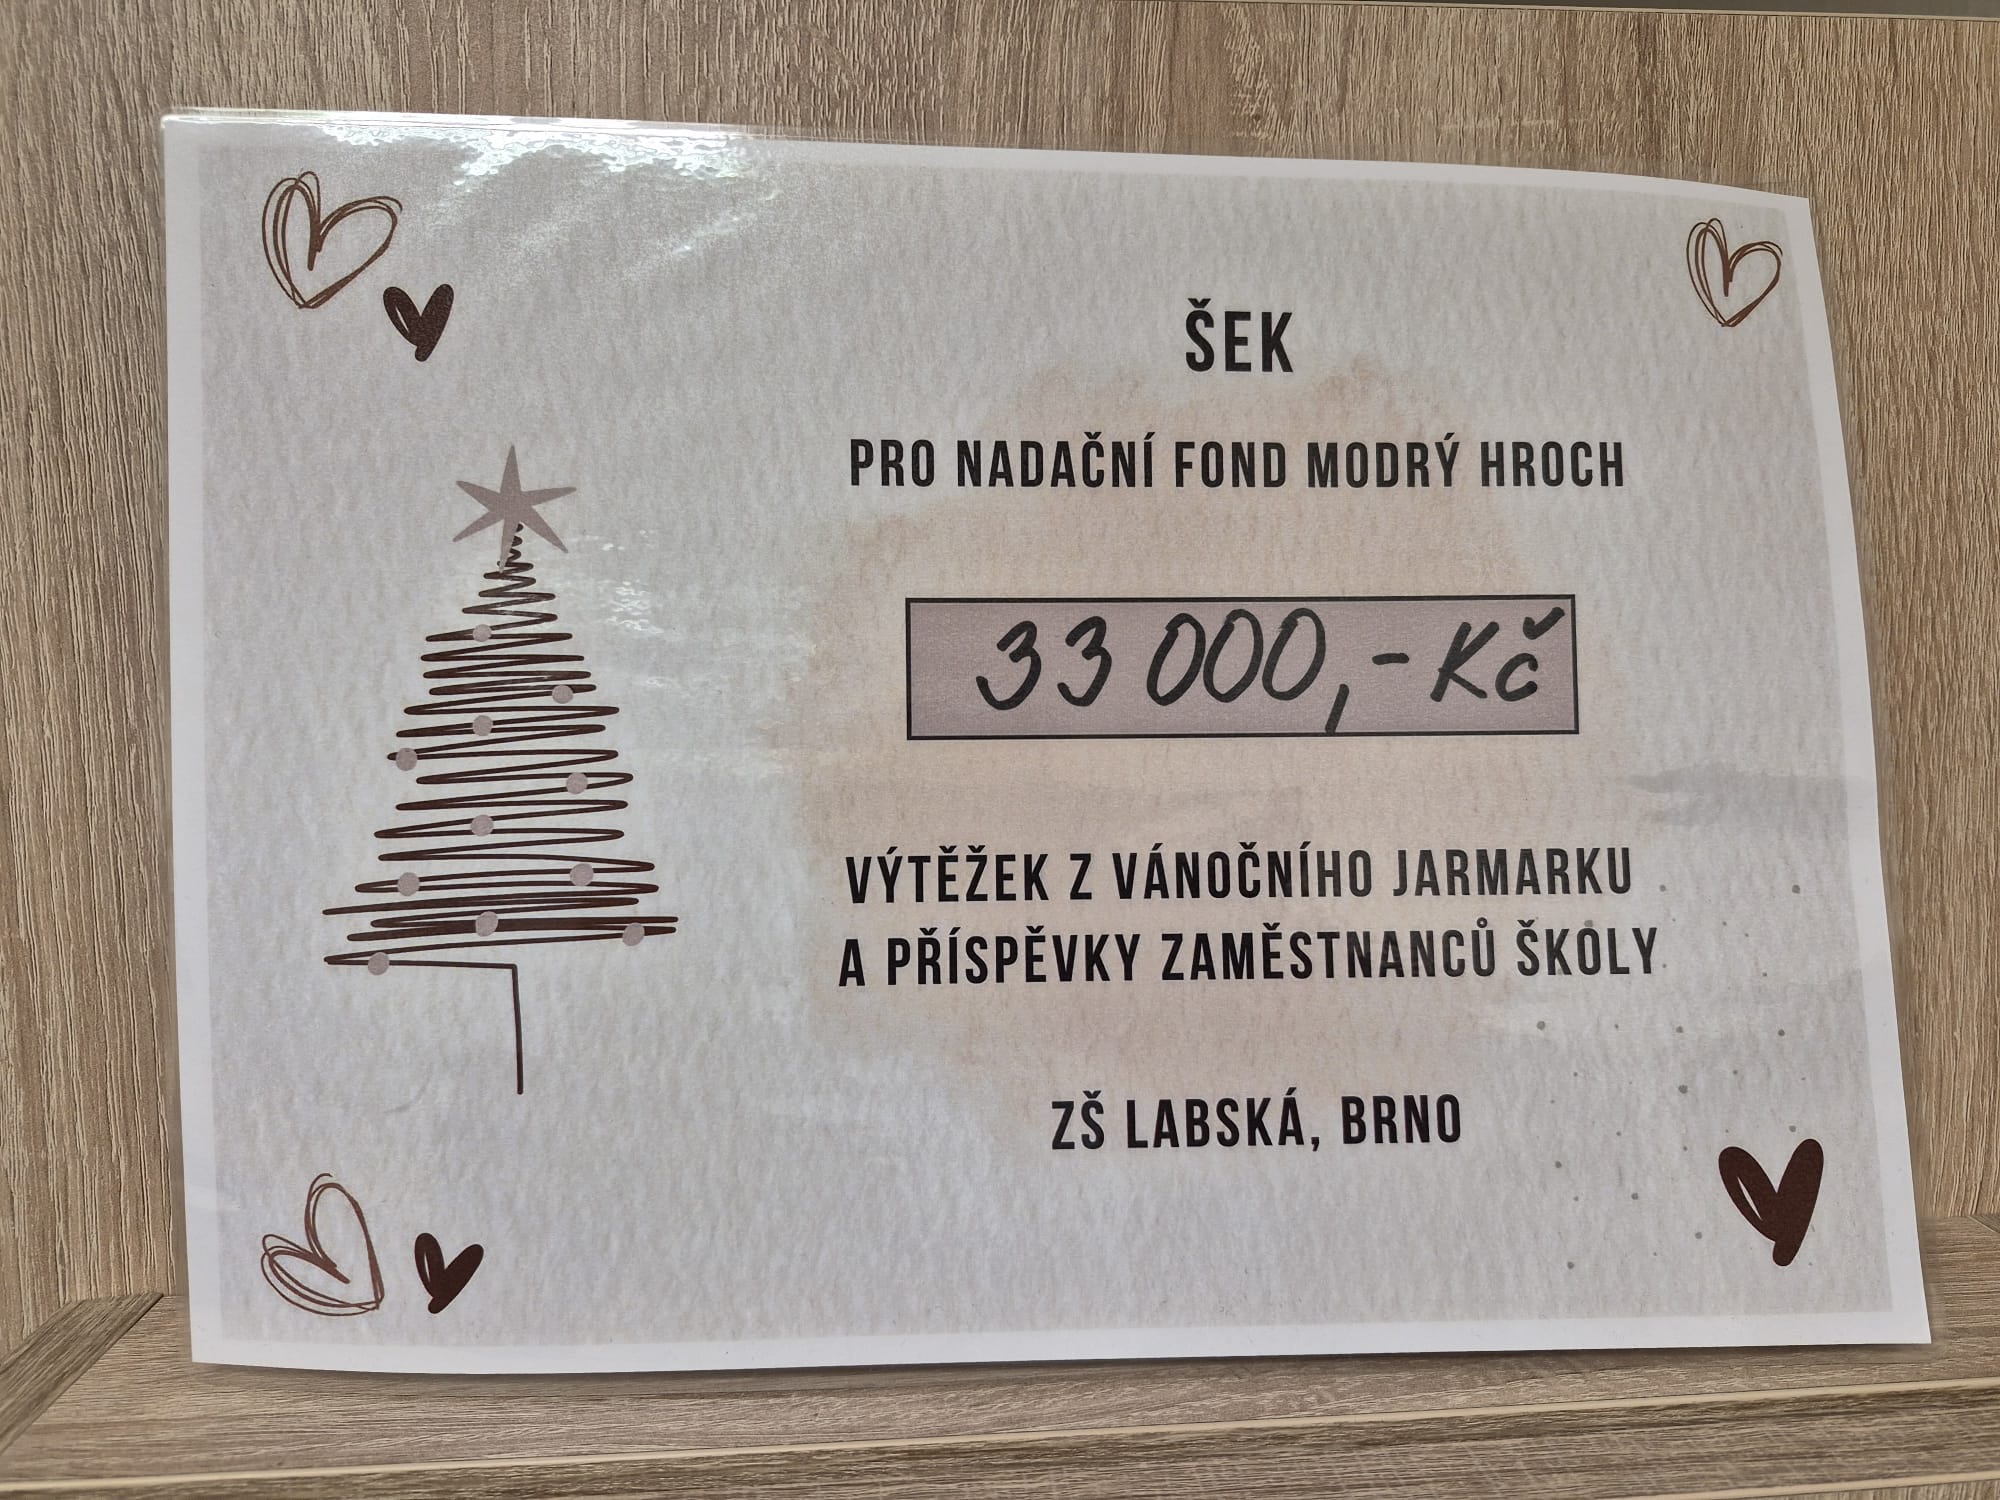 ŠEK
PRO NADAČNÍ FOND MODRÝ HROCH
33 000,- Kč
VÝTĚŽEK Z VÁNOČNÍHO JARMARKU
A PŘÍSPĚVKY ZAMĚSTNANCŮ ŠKOLY
ZŠ LABSKÁ, BRNO